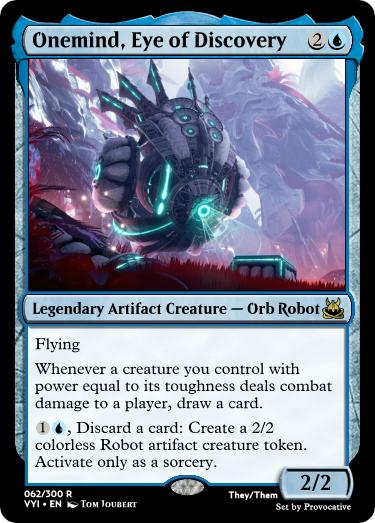 Onemind, Eye of Discovery 2
Legendary Artifact Creature — Orb Robot
Flying
Whenever a creature you control with
power equal to its toughness deals combat
damage to a player, draw a card.
1 , Discard a card: Create a 2/2
colorless Robot artifact creature token.
Activate only as a sorcery.
2/2
062/300 R
VYI • EN Tom Joubert
They/Them
Set by Provocative